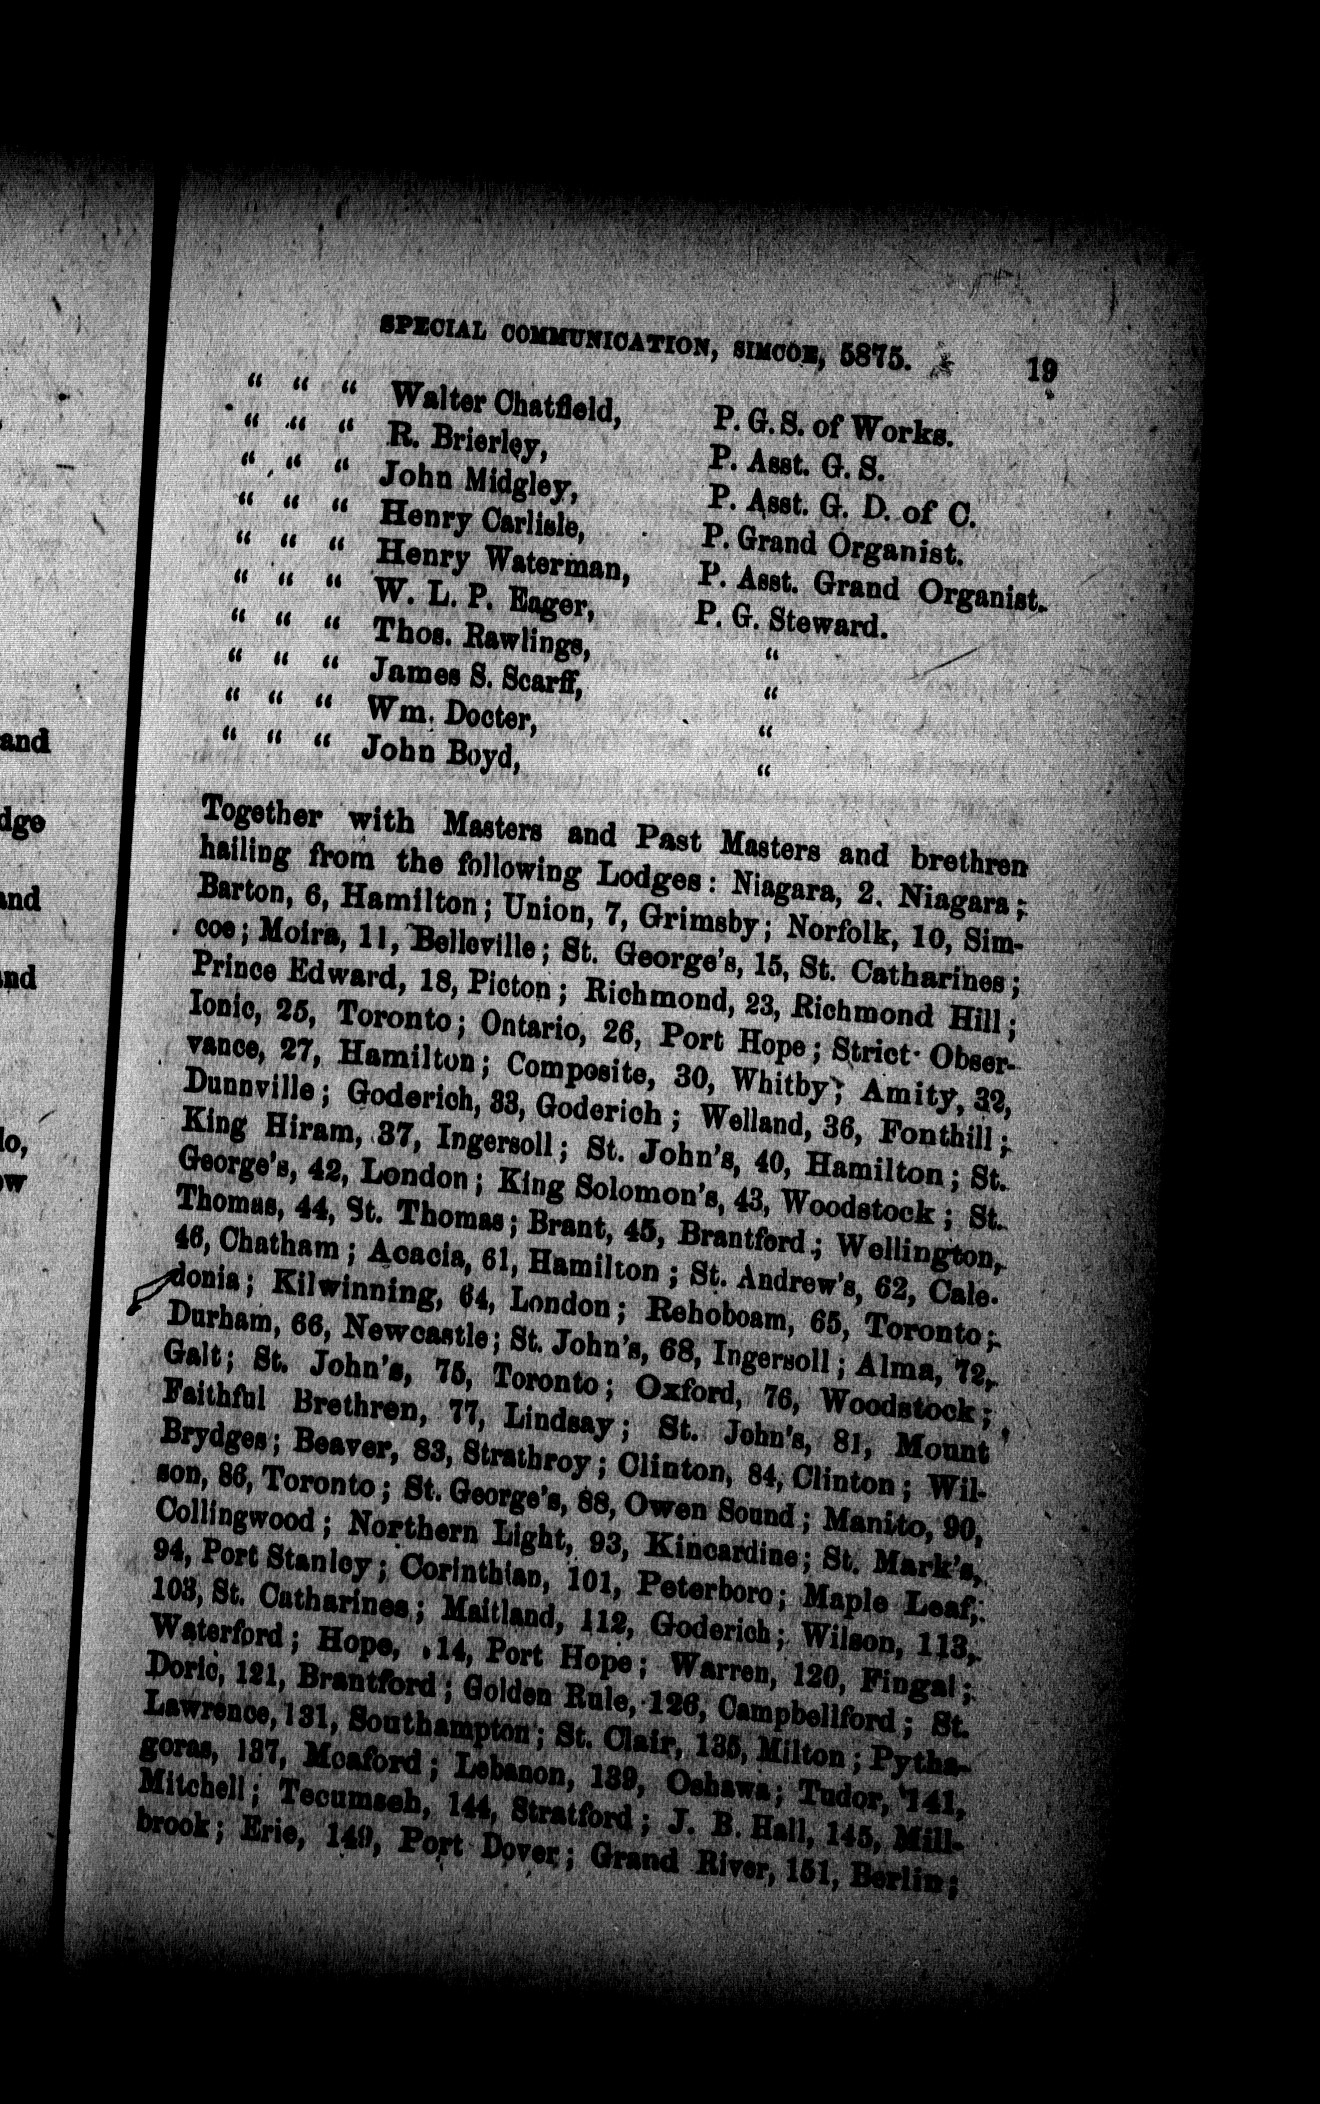 SPECIAL COMMUNICATION, SIMCOE, 5875. 19
“ “ “ Walter Chatfield, P. G. S. of Works.
“ “ “ R. Brierley, P. Asst. G. S.
“ “ “ John Midgley, P. Asst. G. D. of C.
“ “ “ Henry Carlisle, P. Grand Organist.
“ “ “ Henry Waterman, P. Asst. Grand Organist.
“ “ “ W. L. P. Eager, P. G. Steward.
“ “ “ Thos. Rawlings, “
“ “ “ James S. Scarff, “
“ “ “ Wm. Docter, “
“ “ “ John Boyd, “
Together with Masters and Past Masters and brethren
hailing from the following Lodges: Niagara, 2. Niagara;
Barton, 6, Hamilton; Union, 7, Grimsby; Norfolk, 10, Sim-
coe; Moira, 11, Belleville; St. George's, 15, St. Catharines;
Prince Edward, 18, Picton; Richmond, 23, Richmond Hill;
Ionic, 25, Toronto; Ontario, 26, Port Hope; Strict Obser-
vance, 27, Hamilton; Composite, 30, Whitby; Amity, 32,
Dunnville; Goderich, 33, Goderich; Welland, 36, Fonthill;
King Hiram, 37, Ingersoll; St. John's, 40, Hamilton; St.
George's, 42, London; King Solomon's, 43, Woodstock; St.
Thomas, 44, St. Thomas; Brant, 45, Brantford; Wellington,
46, Chatham; Acacia, 61, Hamilton; St. Andrew's, 62, Cale-
donia; Kilwinning, 64, London; Rehoboam, 65, Toronto;
Durham, 66, Newcastle; St. John's, 68, Ingersoll; Alma, 72,
Galt; St. John's, 75, Toronto; Oxford, 76, Woodstock;
Faithful Brethren, 77, Lindsay; St. John's, 81, Mount
Brydges; Beaver, 83, Strathroy; Clinton, 84, Clinton; Wil-
son, 86, Toronto; St. George's, 88, Owen Sound; Manito, 90,
Collingwood; Northern Light, 93, Kincardine; St. Mark's,
94, Port Stanley; Corinthian, 101, Peterboro; Maple Leaf,
103, St. Catharines; Maitland, 112, Goderich; Wilson, 113,
Waterford; Hope, 14, Port Hope; Warren, 120, Fingal;
Doric, 121, Brantford; Golden Rule, 126, Campbellford; St.
Lawrence, 131, Southampton; St. Clair, 135, Milton; Pytha-
goras, 137, Meaford; Lebanon, 139, Oshawa; Tudor, 141,
Mitchell; Tecumseh, 144, Stratford; J. B. Hall, 145, Mill-
brook; Erie, 149, Port Dover; Grand River, 151, Berlin;
and
and
and